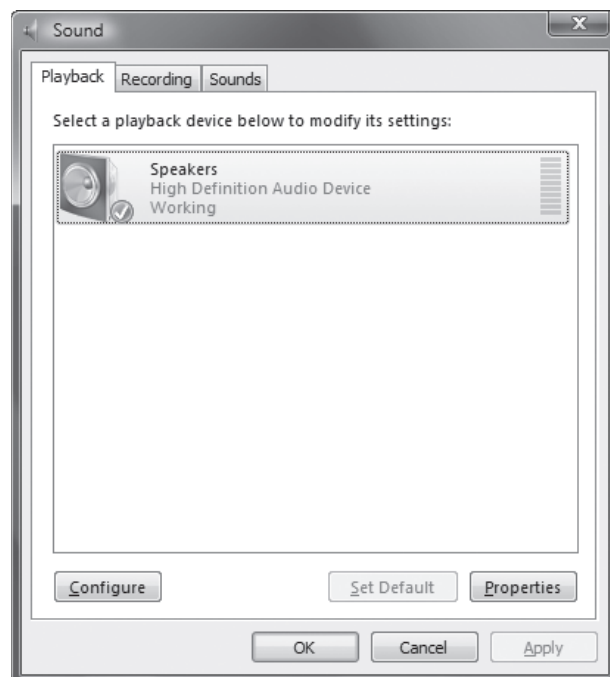 Sound
Playback Recording Sounds
Select a playback device below to modify its settings:
Speakers
High Definition Audio Device
Working
Configure Set Default Properties
OK Cancel Apply